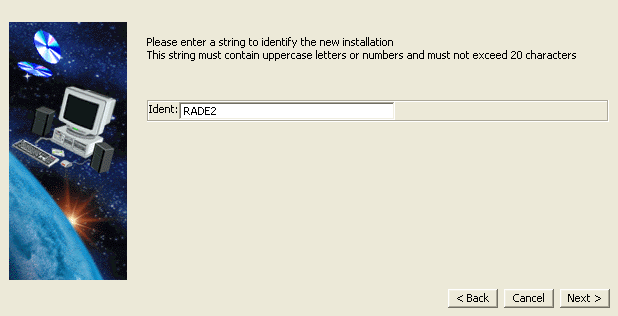 Please enter a string to identify the new installation
This string must contain uppercase letters or numbers and must not exceed 20 characters
Ident: RADE2
< Back Cancel Next >